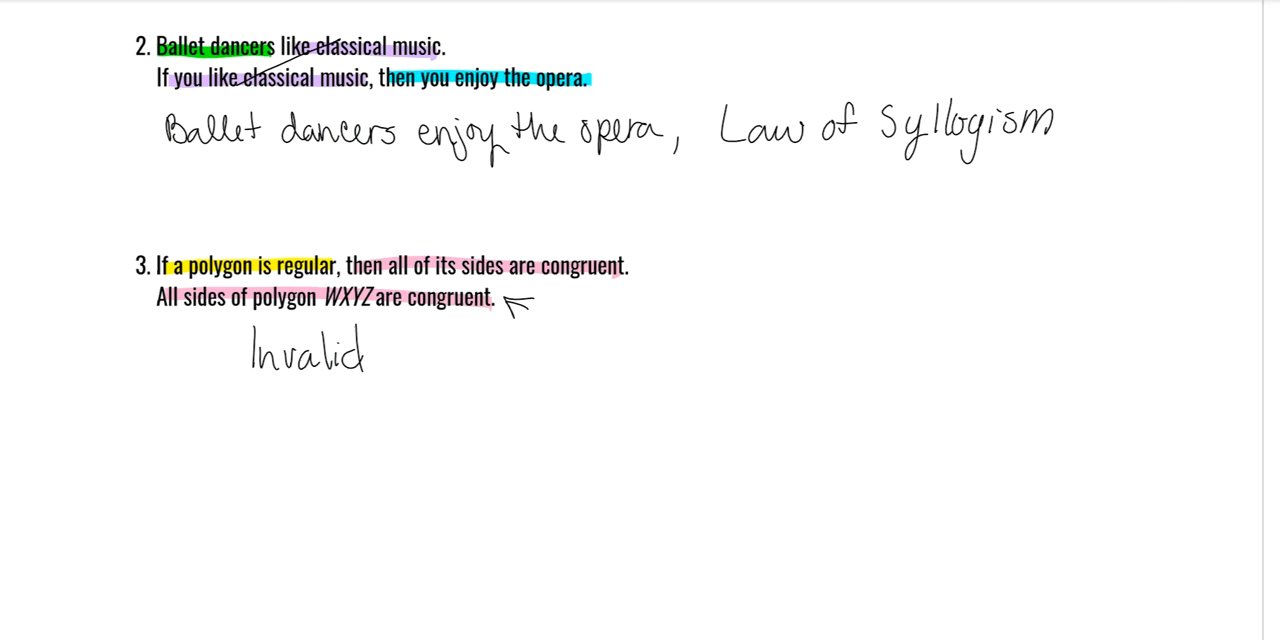 2. Ballet dancers like classical music.
If you like classical music, then you enjoy the opera.
Ballet dancers enjoy the opera, Law of Syllogism
3. If a polygon is regular, then all of its sides are congruent.
All sides of polygon WXYZ are congruent.
Invalid